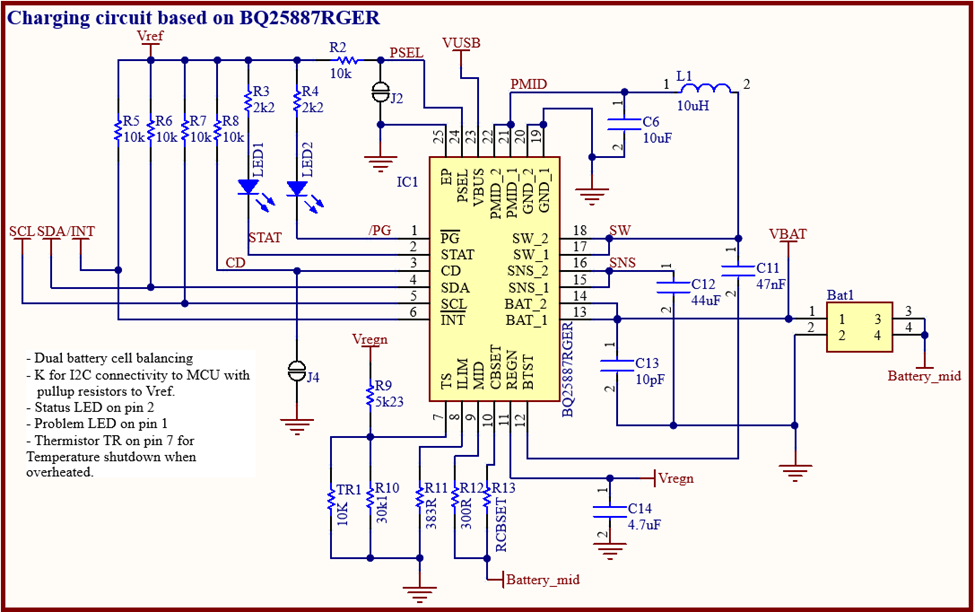 Charging circuit based on BQ25887RGER
Vref
R2
10k
PSEL
VUSB
PMID
1
L1
2
10uH
R3
2k2
R4
2k2
J2
1
C6
10uF
2
R5
10k
R6
10k
R7
10k
R8
10k
LED1
LED2
25
24
23
22
21
20
19
IC1
EP
PSEL
VBUS
PMID_2
PMID_1
GND_2
GND_1
SCL
SDA
/INT
STAT
/PG
CD
1
2
3
4
5
6
PG
STAT
CD
SDA
SCL
INT
SW_2
SW_1
SNS_2
SNS_1
BAT_2
BAT_1
18
17
16
15
14
13
SW
SNS
VBAT
1
C11
47nF
2
1
C12
44uF
2
Bat1
1
2
1
2
3
4
3
4
Battery_mid
1
C13
10pF
2
BQ25887RGER
TS
ILIM
MID
CBSET
REGN
BTST
7
8
9
10
11
12
Vregn
R9
5k23
J4
- Dual battery cell balancing
- K for I2C connectivity to MCU with
pullup resistors to Vref.
- Status LED on pin 2
- Problem LED on pin 1
- Thermistor TR on pin 7 for
Temperature shutdown when
overheated.
TR1
10K
R10
30k1
R11
383R
R12
300R
R13
RCBSET
Vregn
1
C14
4.7uF
2
Battery_mid